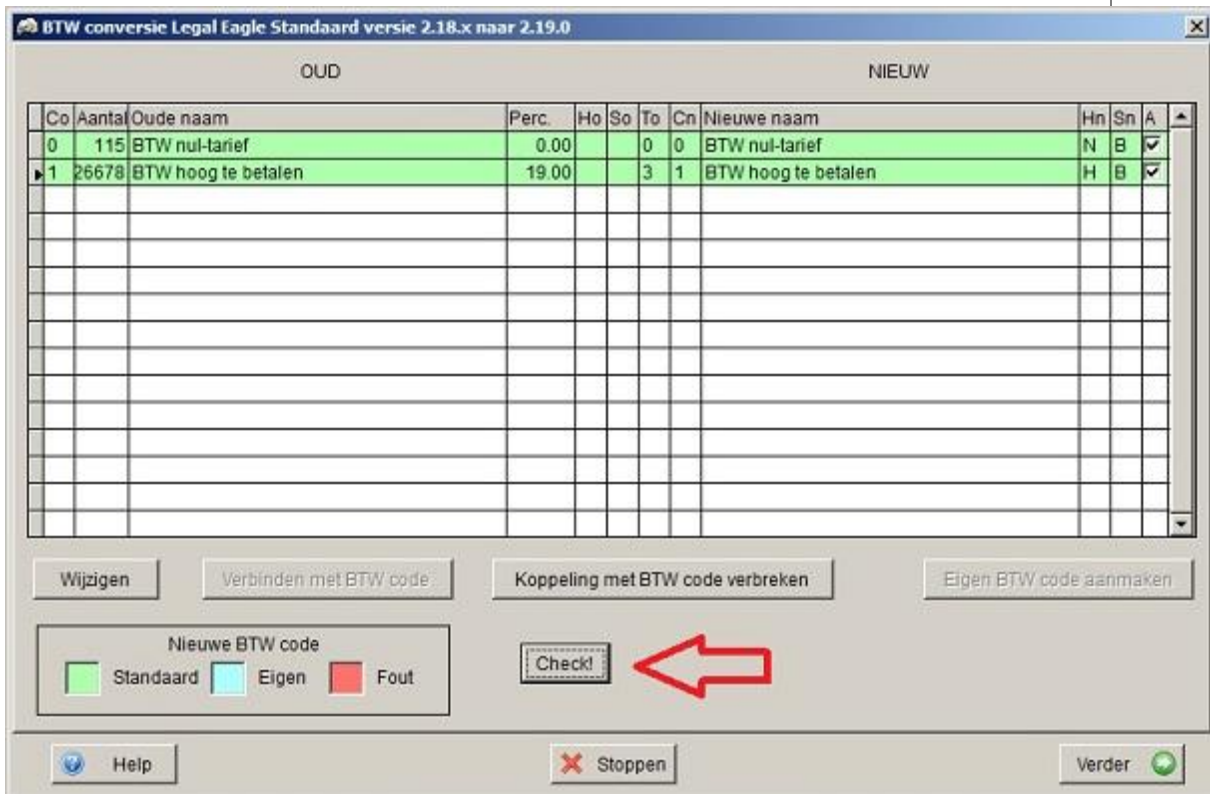 BTW conversie Legal Eagle Standaard versie 2.18.x naar 2.19.0
OUD NIEUW
Co Aantal Oude naam Perc. Ho So To Cn Nieuwe naam Hn Sn A
0 115 BTW nul-tarief 0.00 0 0 BTW nul-tarief N B
1 26678 BTW hoog te betalen 19.00 3 1 BTW hoog te betalen H B
Wijzigen Verbinden met BTW code Koppeling met BTW code verbreken Eigen BTW code aanmaken
Nieuwe BTW code
Standaard Eigen Fout
Check!
Help Stoppen Verder